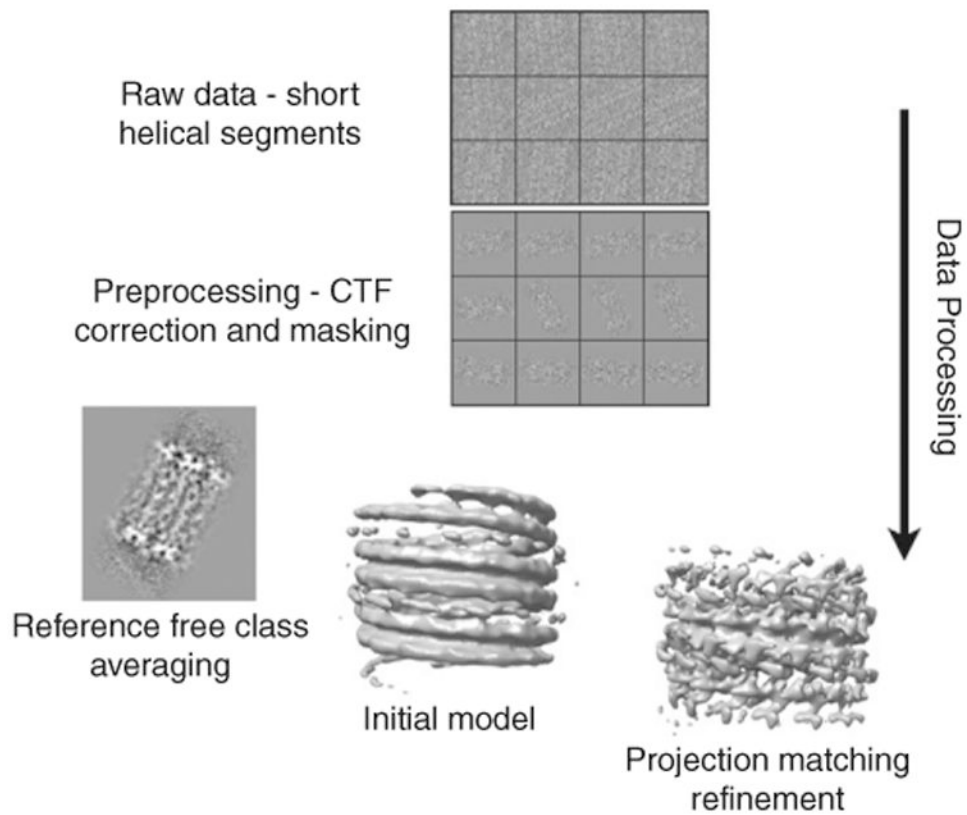 Raw data - short
helical segments
Preprocessing - CTF
correction and masking
Data Processing
Reference free class
averaging
Initial model
Projection matching
refinement